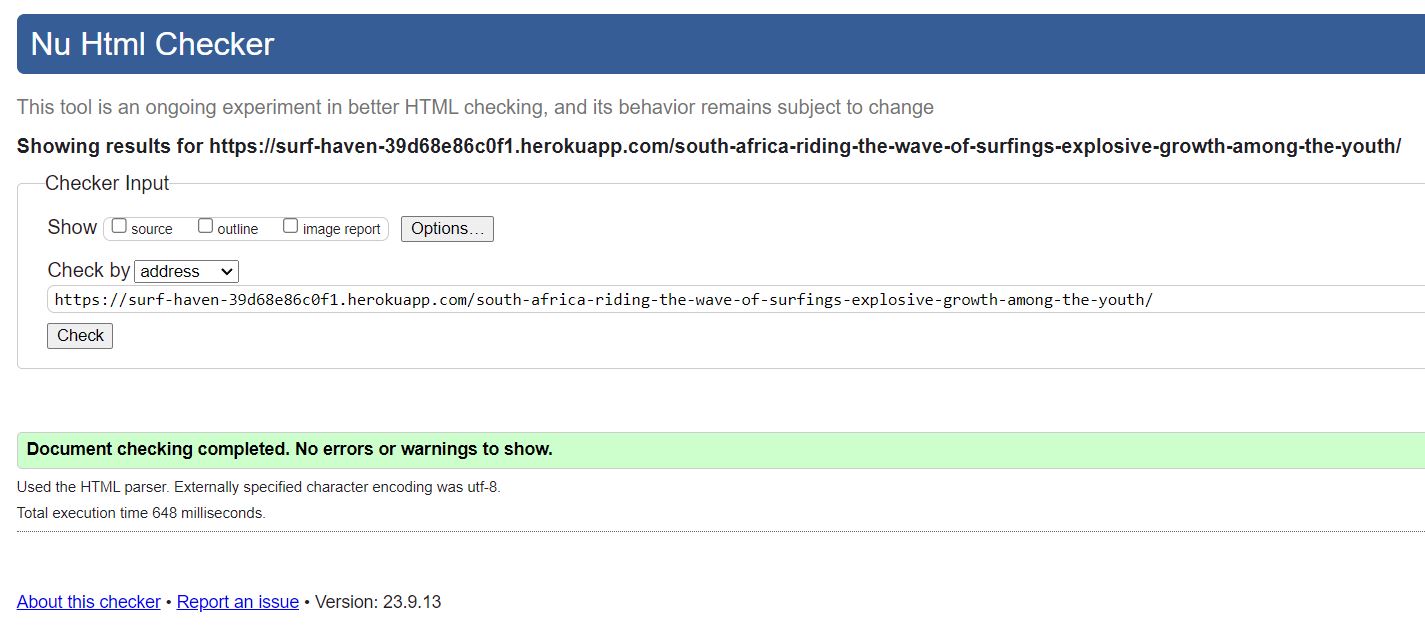 Nu Html Checker
This tool is an ongoing experiment in better HTML checking, and its behavior remains subject to change
Showing results for https://surf-haven-39d68e86c0f1.herokuapp.com/south-africa-riding-the-wave-of-surfings-explosive-growth-among-the-youth/
Checker Input
Show source outline image report Options...
Check by address
https://surf-haven-39d68e86c0f1.herokuapp.com/south-africa-riding-the-wave-of-surfings-explosive-growth-among-the-youth/
Check
Document checking completed. No errors or warnings to show.
Used the HTML parser. Externally specified character encoding was utf-8.
Total execution time 648 milliseconds.
About this checker • Report an issue • Version: 23.9.13